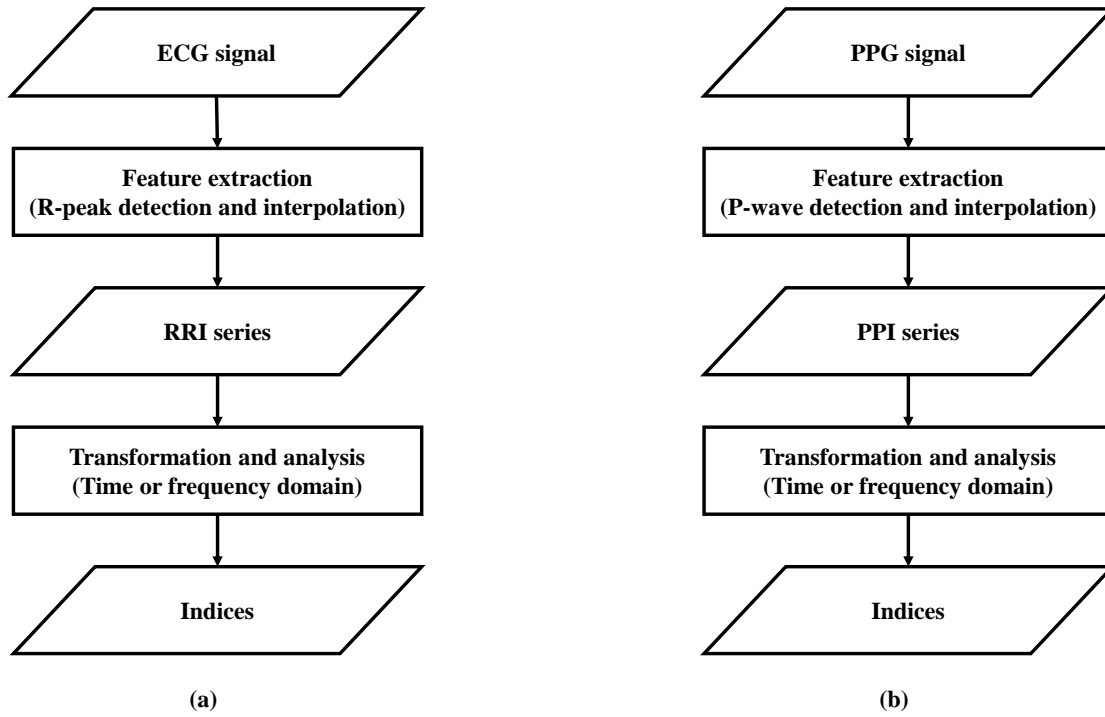 ECG signal
Feature extraction
(R-peak detection and interpolation)
RRI series
Transformation and analysis
(Time or frequency domain)
Indices
(a)
PPG signal
Feature extraction
(P-wave detection and interpolation)
PPI series
Transformation and analysis
(Time or frequency domain)
Indices
(b)